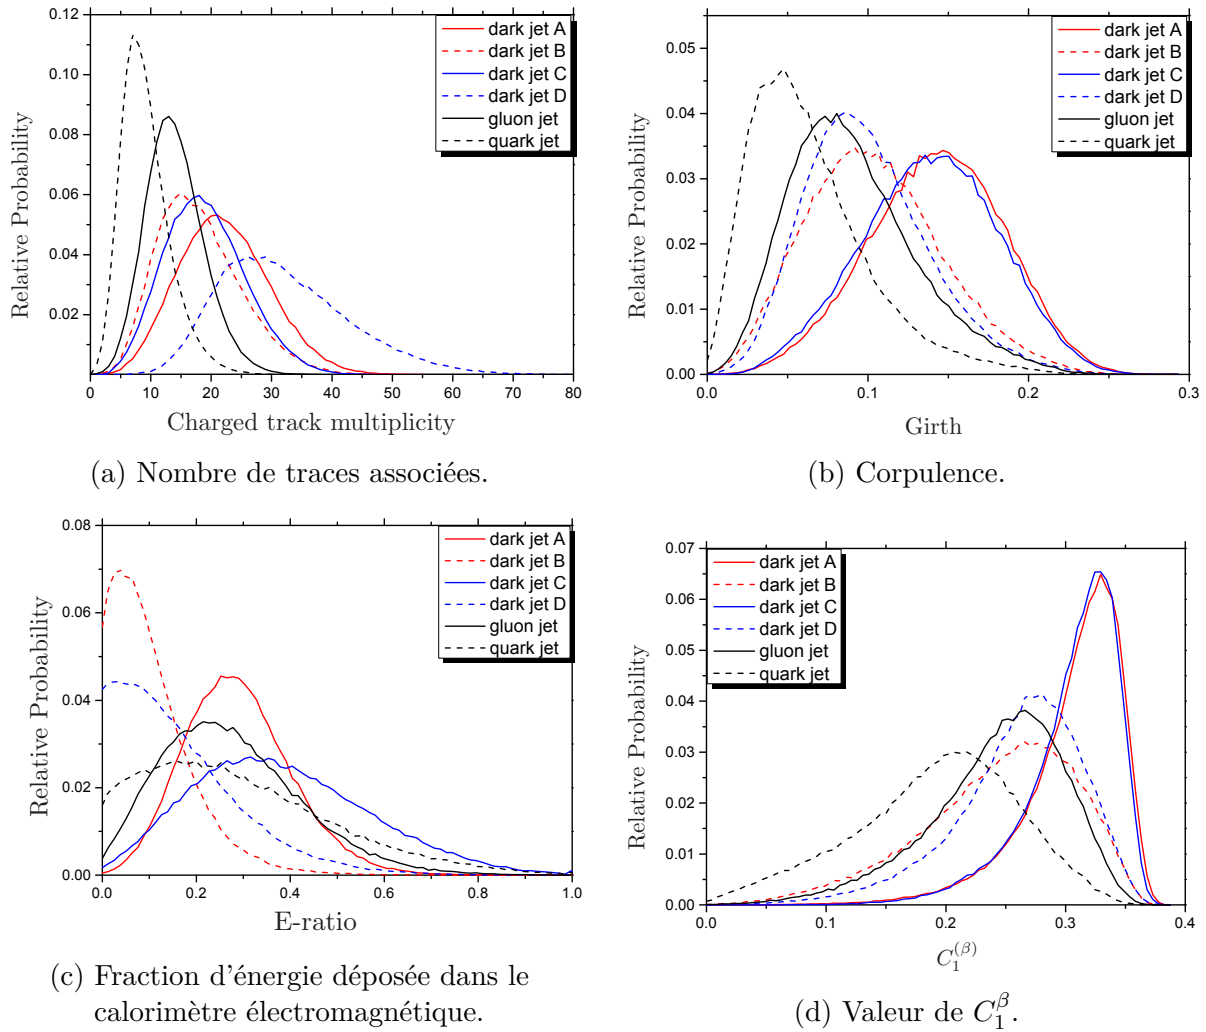 0.12
0.10
0.08
0.06
0.04
0.02
Relative Probability
dark jet A
dark jet B
dark jet C
dark jet D
gluon jet
quark jet
0 10 20 30 40 50 60 70 80
Charged track multiplicity
(a) Nombre de traces associées.
0.05
0.04
0.03
0.02
0.01
0.00
Relative Probability
dark jet A
dark jet B
dark jet C
dark jet D
gluon jet
quark jet
0.0 0.1 0.2 0.3
Girth
(b) Corpulence.
0.08
0.06
0.04
0.02
0.00
Relative Probability
dark jet A
dark jet B
dark jet C
dark jet D
gluon jet
quark jet
0.0 0.2 0.4 0.6 0.8 1.0
E-ratio
(c) Fraction d'énergie déposée dans le
calorimètre électromagnétique.
0.07
0.06
0.05
0.04
0.03
0.02
0.01
0.00
Relative Probability
dark jet A
dark jet B
dark jet C
dark jet D
gluon jet
quark jet
0.0 0.1 0.2 0.3 0.4
C₁^(β)
(d) Valeur de C₁^β.